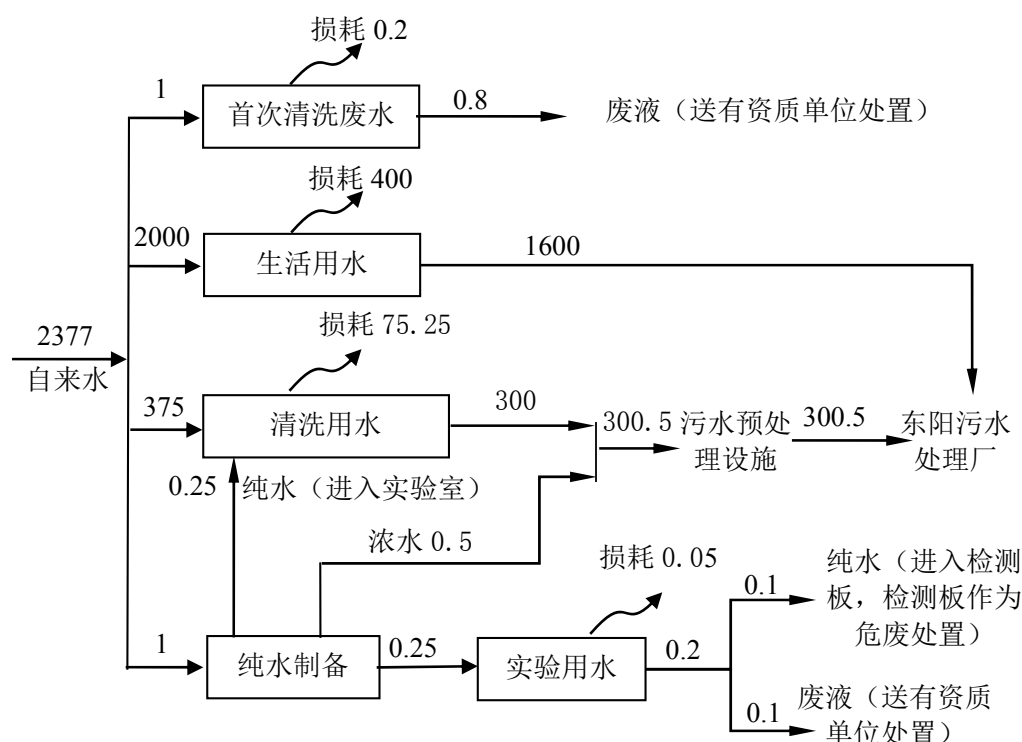 损耗 0.2
1
首次清洗废水
0.8
废液（送有资质单位处置）
损耗 400
2000
生活用水
1600
2377
自来水
损耗 75.25
375
清洗用水
300
300.5
污水预处
理设施
300.5
东阳污水
处理厂
0.25
纯水（进入实验室）
浓水 0.5
损耗 0.05
1
纯水制备
0.25
实验用水
0.2
0.1
纯水（进入检测
板，检测板作为
危废处置）
0.1
废液（送有资质
单位处置）